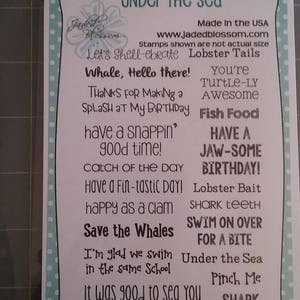 under the sea
Jaded Blossom
Made in the USA
www.jadedblossom.com
Stamps shown are not actual size
Let's Shell-ebrate
Lobster Tails
Whale, Hello there!
You're
Turtle-ly
Awesome
Thanks for Making a
Splash at My Birthday
Fish Food
have a snappin'
good time!
HAVE A
JAW-SOME
BIRTHDAY!
Catch of the Day
Have a Fin-tastic Day!
Lobster Bait
happy as a clam
Shark teeth
Save the Whales
SWIM ON OVER
FOR A BITE
I'm glad we swim
in the same School
Under the Sea
Pinch Me
It was good to sea you
SHARK